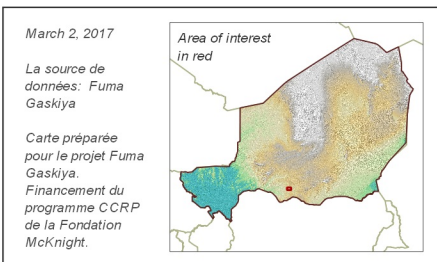 March 2, 2017
La source de
données: Fuma
Gaskiya
Carte préparée
pour le projet Fuma
Gaskiya.
Financement du
programme CCRP
de la Fondation
McKnight.
Area of interest
in red